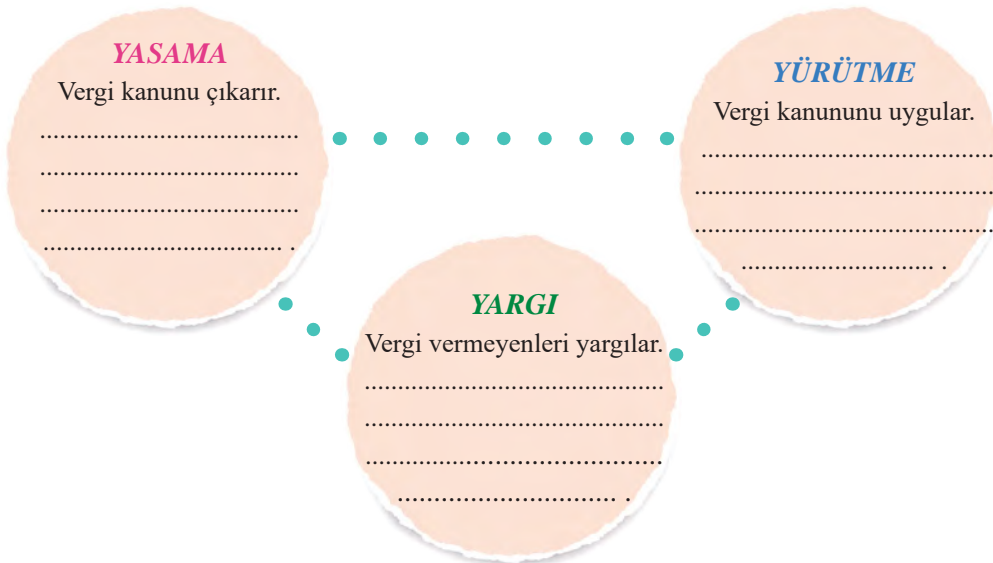 YASAMA
Vergi kanunu çıkarır.
.......................................
.......................................
.......................................
.................................... .
YÜRÜTME
Vergi kanununu uygular.
............................................
.............................................
.............................................
............................. .
YARGI
Vergi vermeyenleri yargılar.
.............................................
.............................................
.............................................
................................. .